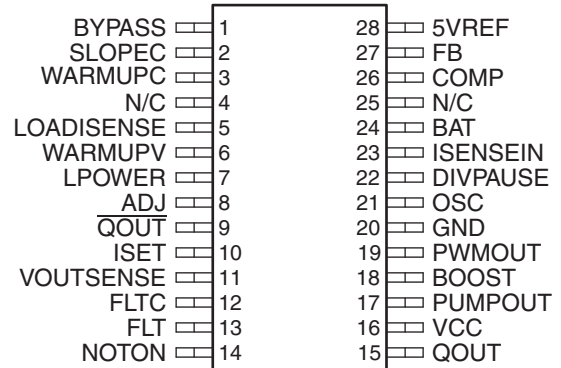 BYPASS 1 28 5VREF
SLOPEC 2 27 FB
WARMUPC 3 26 COMP
N/C 4 25 N/C
LOADISENSE 5 24 BAT
WARMUPV 6 23 ISENSEIN
LPOWER 7 22 DIVPAUSE
ADJ 8 21 OSC
QOUT 9 20 GND
ISET 10 19 PWMOUT
VOUTSENSE 11 18 BOOST
FLTC 12 17 PUMPOUT
FLT 13 16 VCC
NOTON 14 15 QOUT